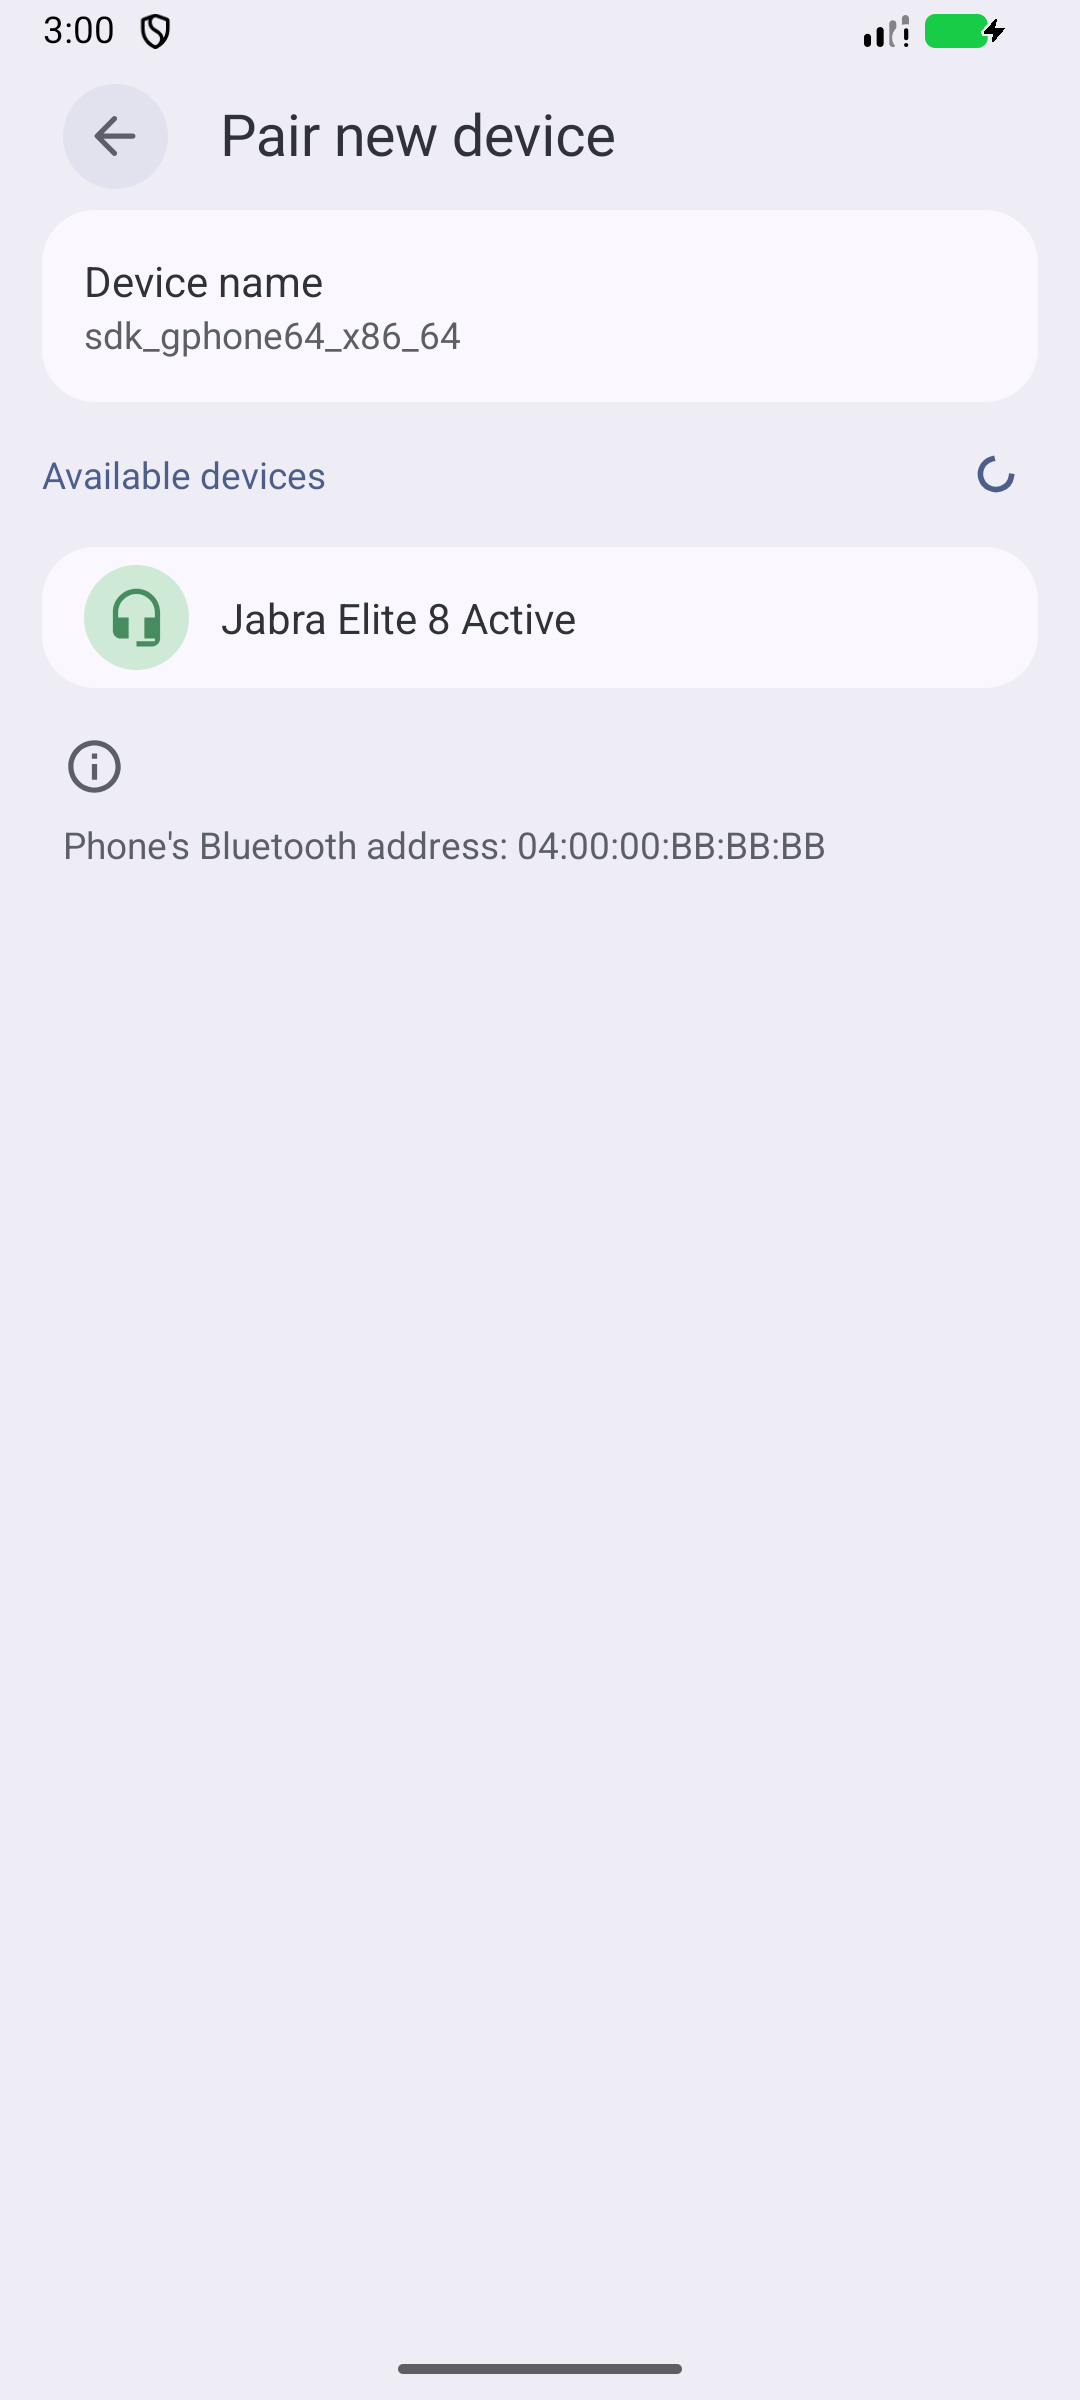 3:00
Pair new device
Device name
sdk_gphone64_x86_64
Available devices
Jabra Elite 8 Active
Phone's Bluetooth address: 04:00:00:BB:BB:BB